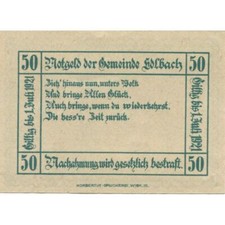 50 Notgeld der Gemeinde Edlbach 50
Gültig bis 1. Juli 1921
Zieh' hinaus nun, unters Volk
Und bringe Allen Glück,
Auch bringe, wenn du wiederkehrst,
Die bess're Zeit zurück.
Gültig bis 1. Juli 1921
50 Nachahmung wird gesetzlich bestraft. 50